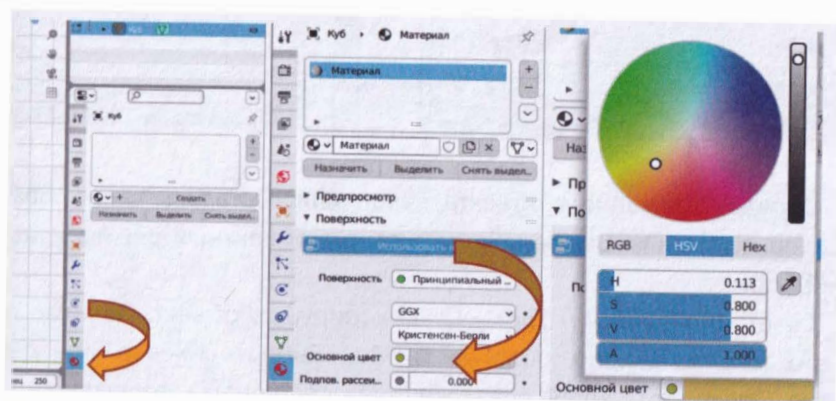 Куб
Создать
Назначить Выделить Снять выдел..
250
Куб › Материал
Материал
Материал
Назначить Выделить Снять выдел..
Предпросмотр
Поверхность
Использовать
Поверхность Принципиальный ..
GGX
Кристенсен-Берли
Основной цвет
Подпов. рассеи... 0.000
RGB HSV Hex
H 0.113
S 0.800
V 0.800
A 1.000
Основной цвет